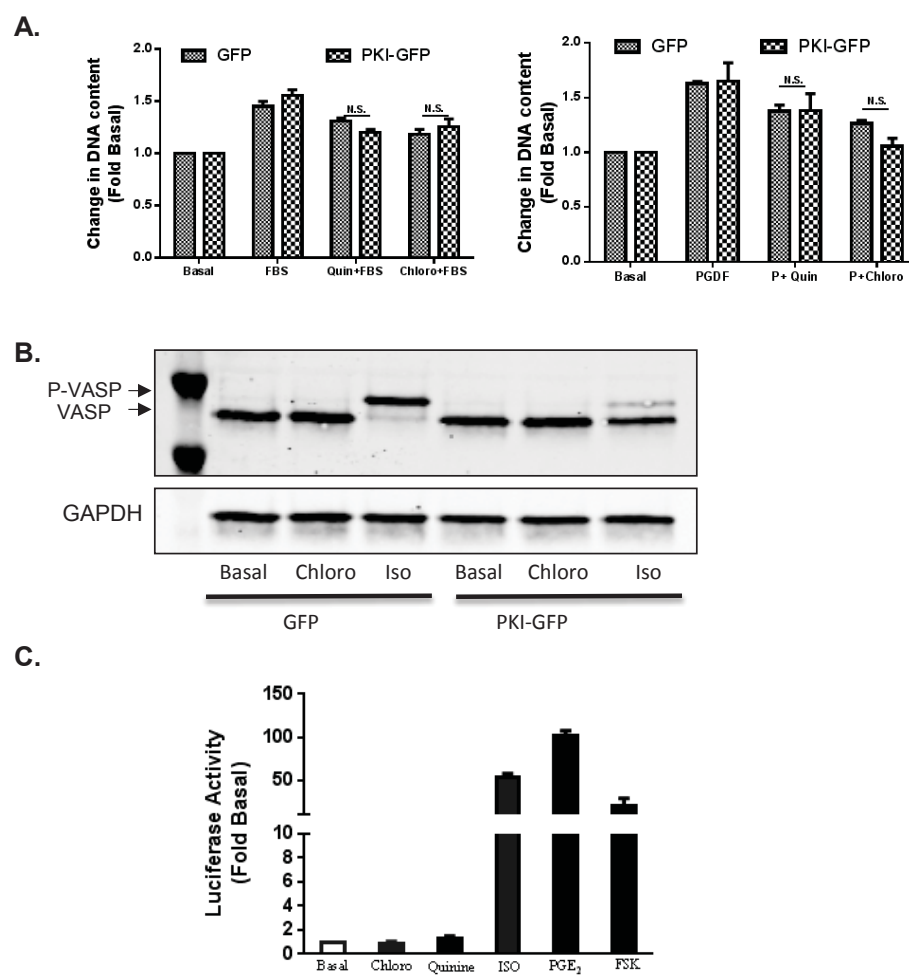 A.
GFP PKI-GFP
Change in DNA content
(Fold Basal)
2.0
1.5
1.0
0.5
0.0
N.S. N.S.
Basal FBS Quin+FBS Chloro+FBS
GFP PKI-GFP
Change in DNA content
(Fold Basal)
2.0
1.5
1.0
0.5
0.0
N.S. N.S.
Basal PGDF P+ Quin P+Chloro
B.
P-VASP
VASP
GAPDH
Basal Chloro Iso Basal Chloro Iso
GFP PKI-GFP
C.
Luciferase Activity
(Fold Basal)
150
100
50
10
8
6
4
2
0
Basal Chloro Quinine ISO PGE₂ FSK